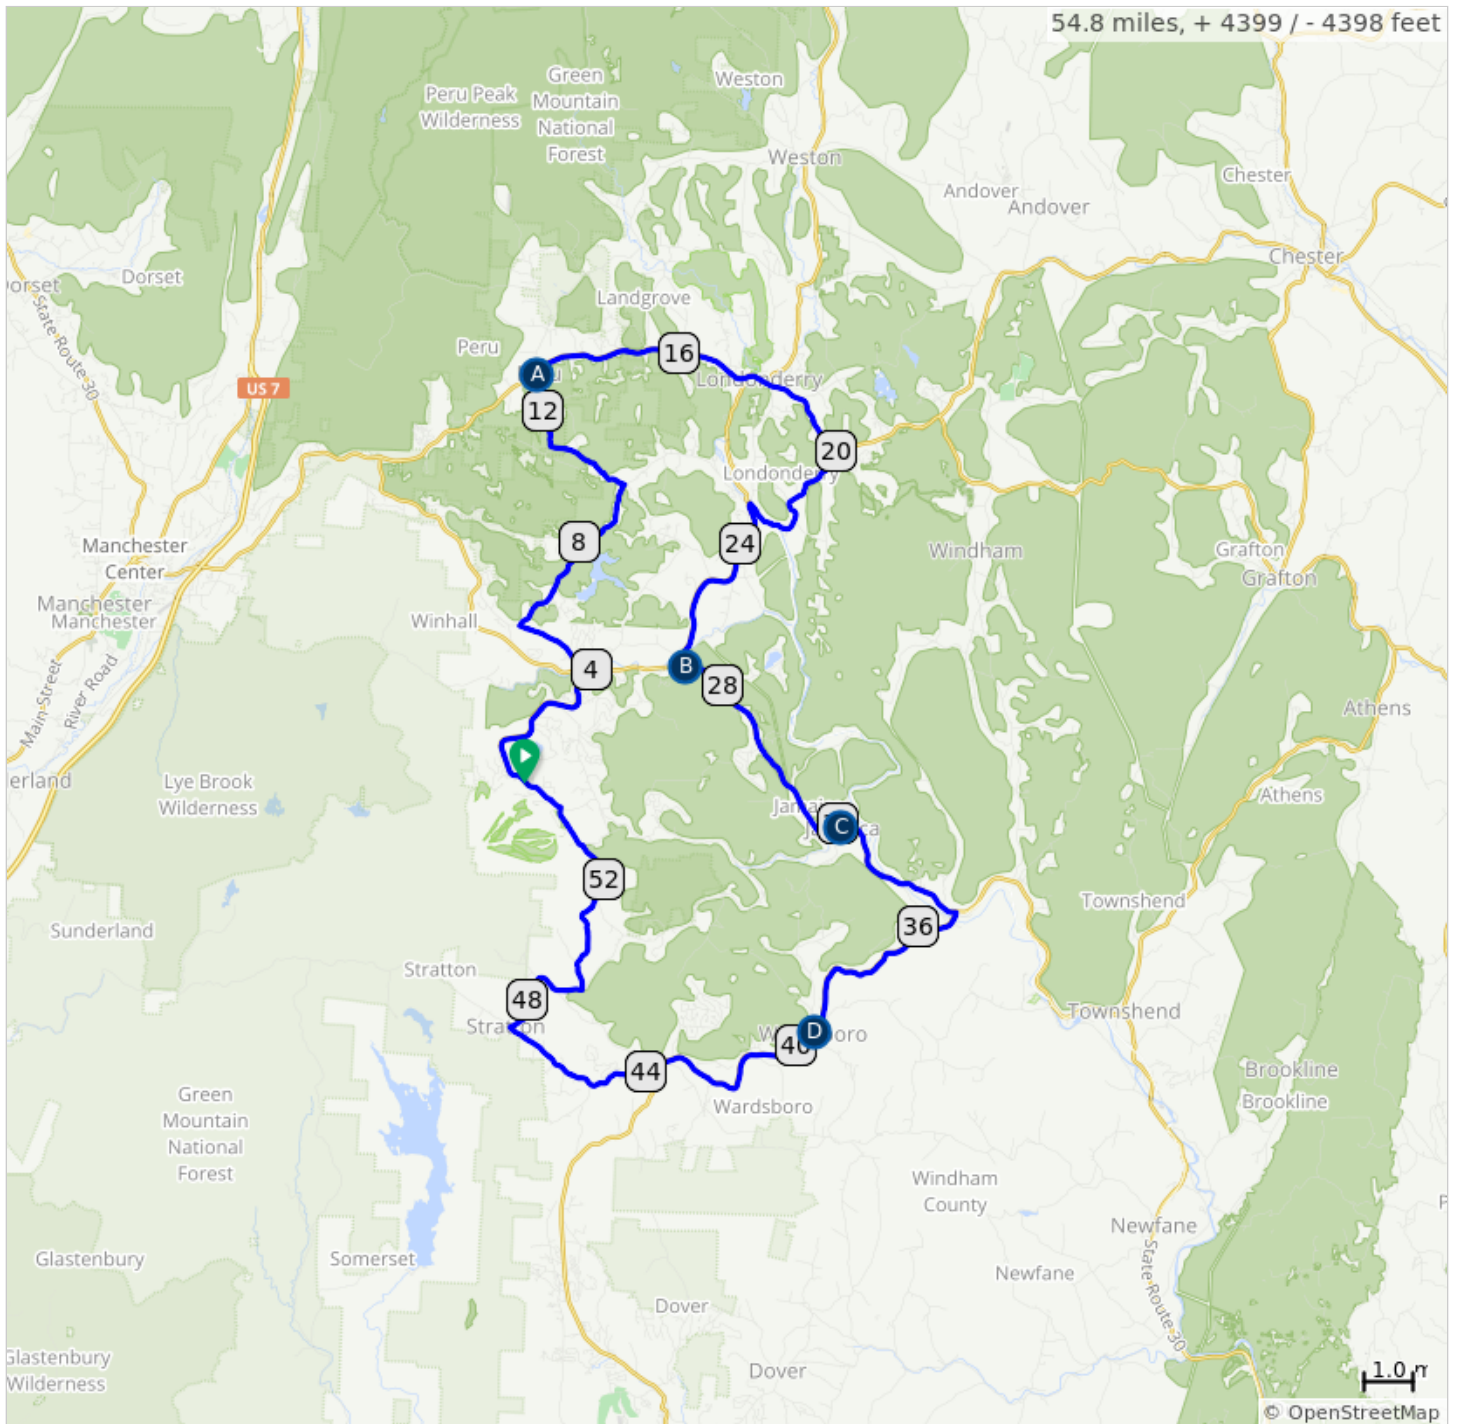 54.8 miles, + 4399 / - 4398 feet
Green
Mountain
National
Forest
Weston
Peru Peak
Wilderness
Weston
Chester
Andover
Andover
Chester
Dorset
orset
State Route 30
Landgrove
Peru
A
16
US 7
Londonderry
12
20
Londonderry
8
24
Manchester
Center
Windham
Grafton
Grafton
Manchester
Manchester
Winhall
4
B
28
Main Street
River Road
Athens
erland
Lye Brook
Wilderness
Athens
C
52
Townshend
36
Sunderland
Stratton
48
Stratton
Townshend
D
40
44
Brookline
Brookline
Green
Mountain
National
Forest
Wardsboro
Windham
County
Newfane
State Route 30
Glastenbury
Somerset
Newfane
Dover
Glastenbury
Wilderness
Dover
1.0 m
© OpenStreetMap